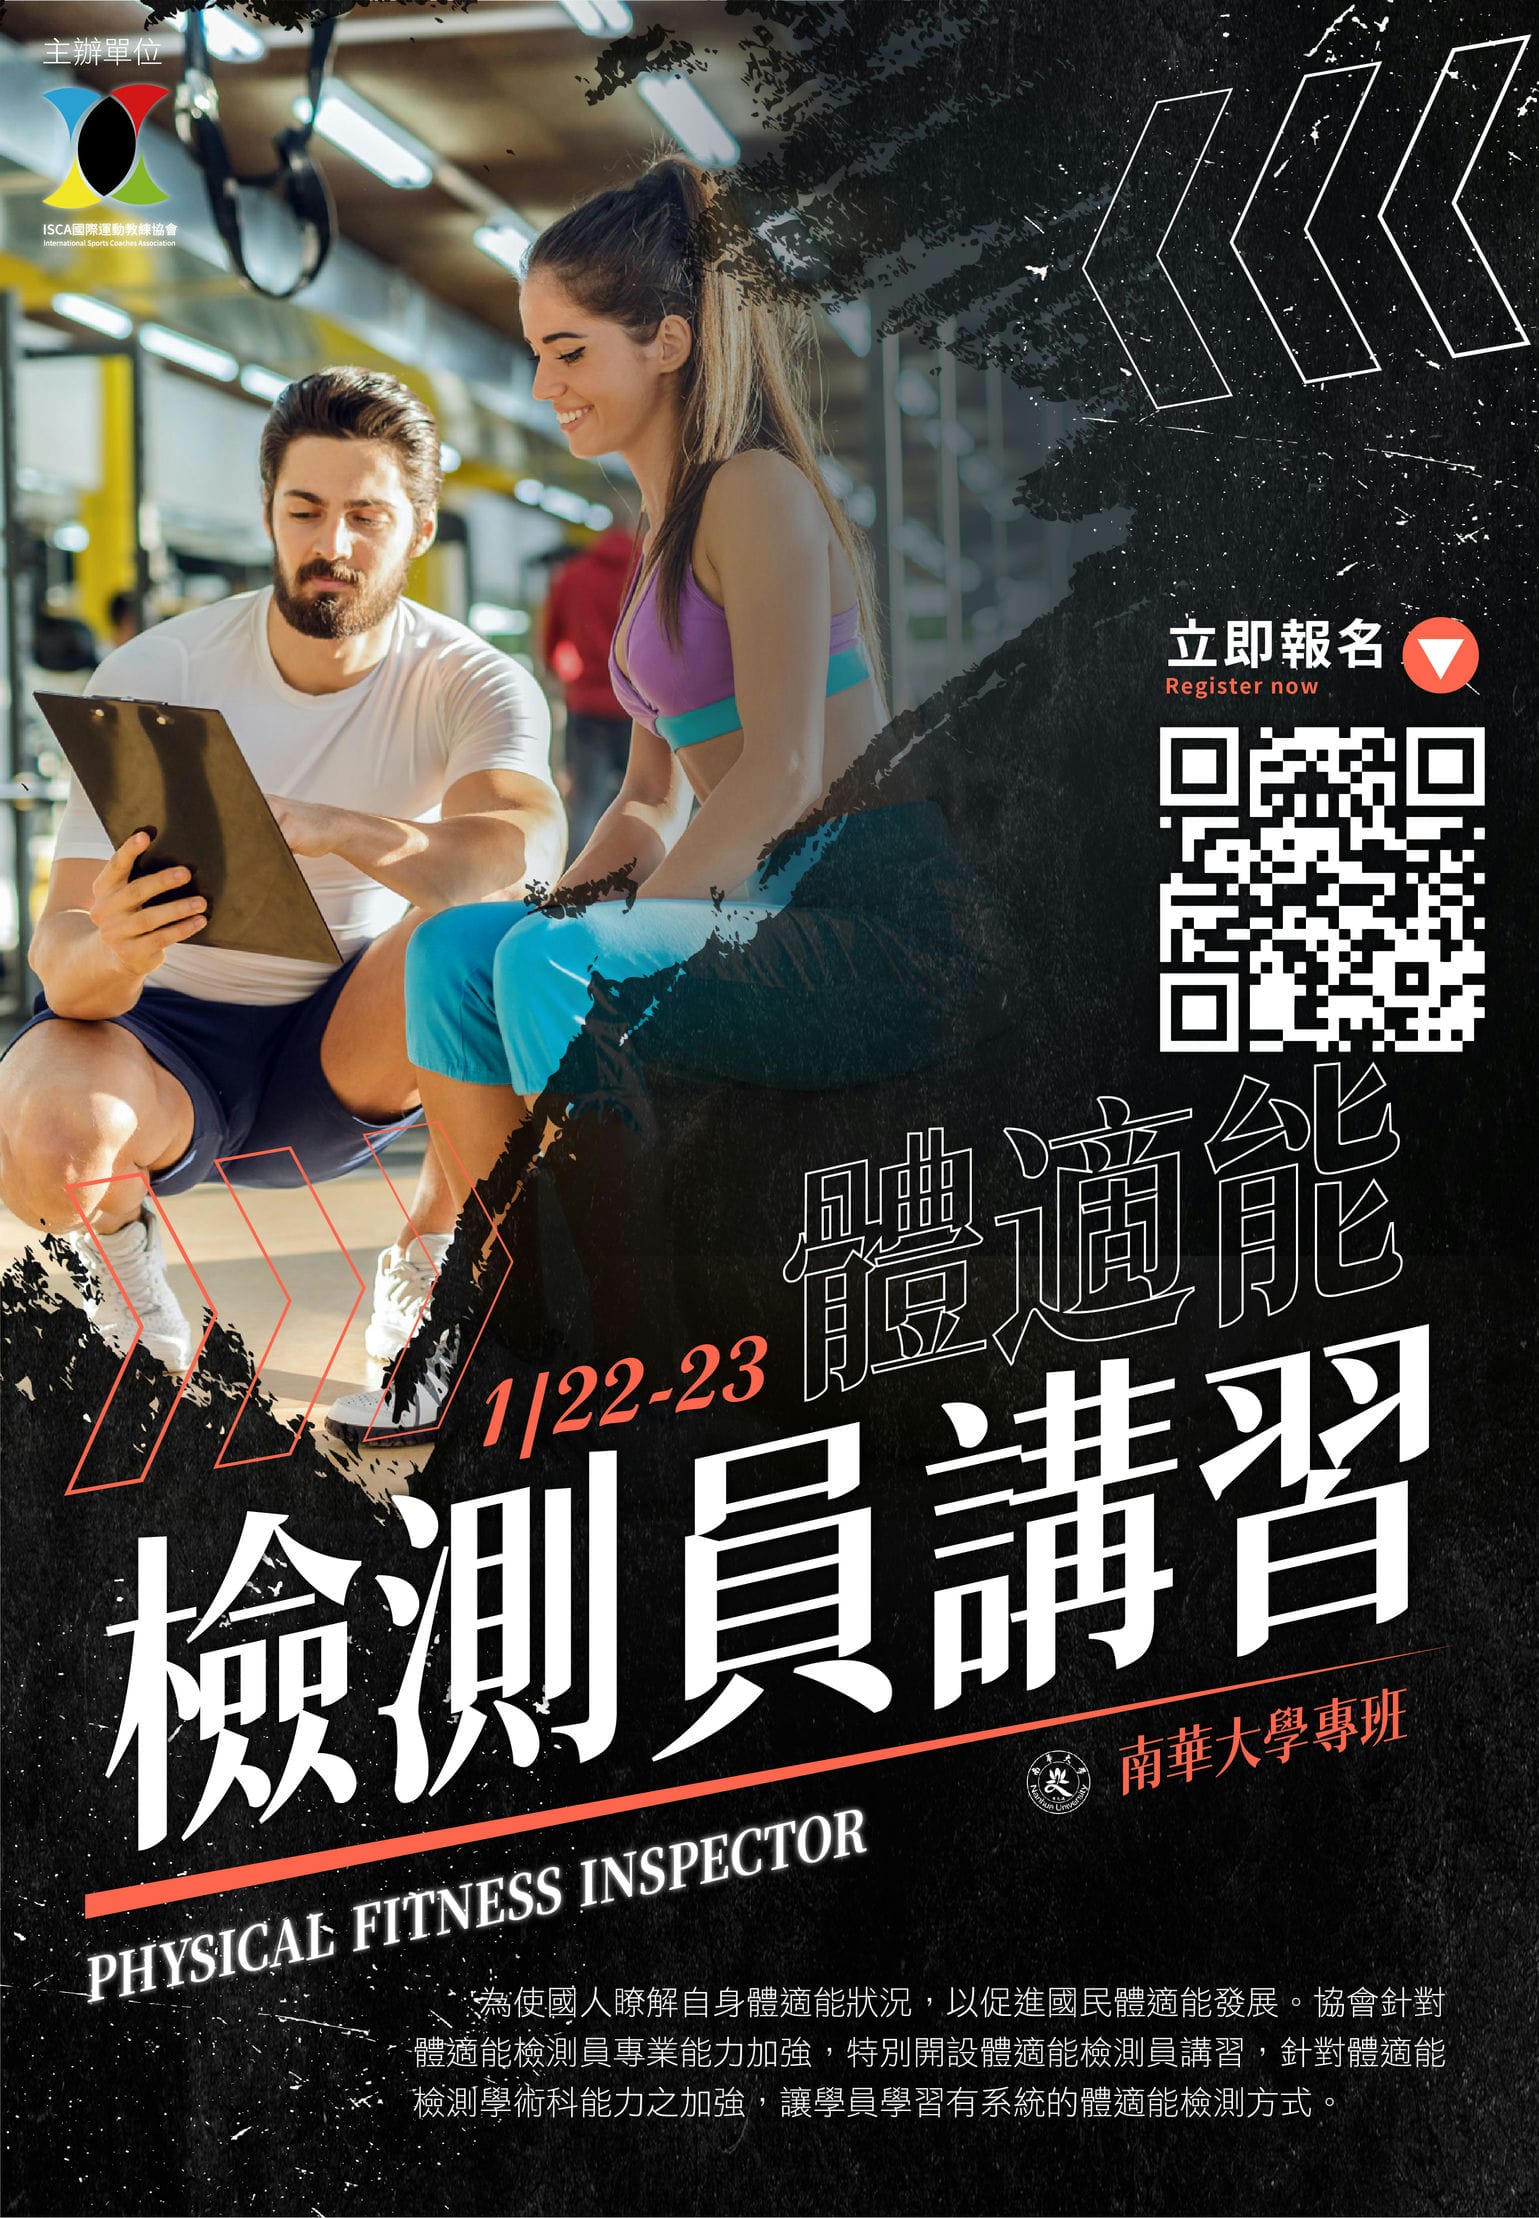 主辦單位
ISCA國際運動教練協會
International Sports Coaches Association
立即報名
Register now
體適能
1/22-23
檢測員講習
南華大學專班
南華大學
Nanhua University
PHYSICAL FITNESS INSPECTOR
為使國人瞭解自身體適能狀況，以促進國民體適能發展。協會針對
體適能檢測員專業能力加強，特別開設體適能檢測員講習，針對體適能
檢測學術科能力之加強，讓學員學習有系統的體適能檢測方式。